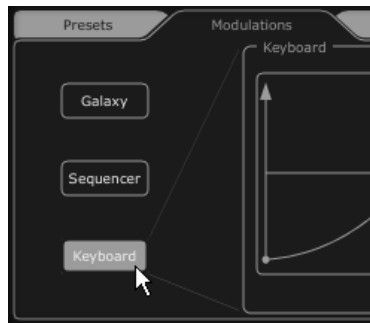 Presets
Modulations
Keyboard
Galaxy
Sequencer
Keyboard